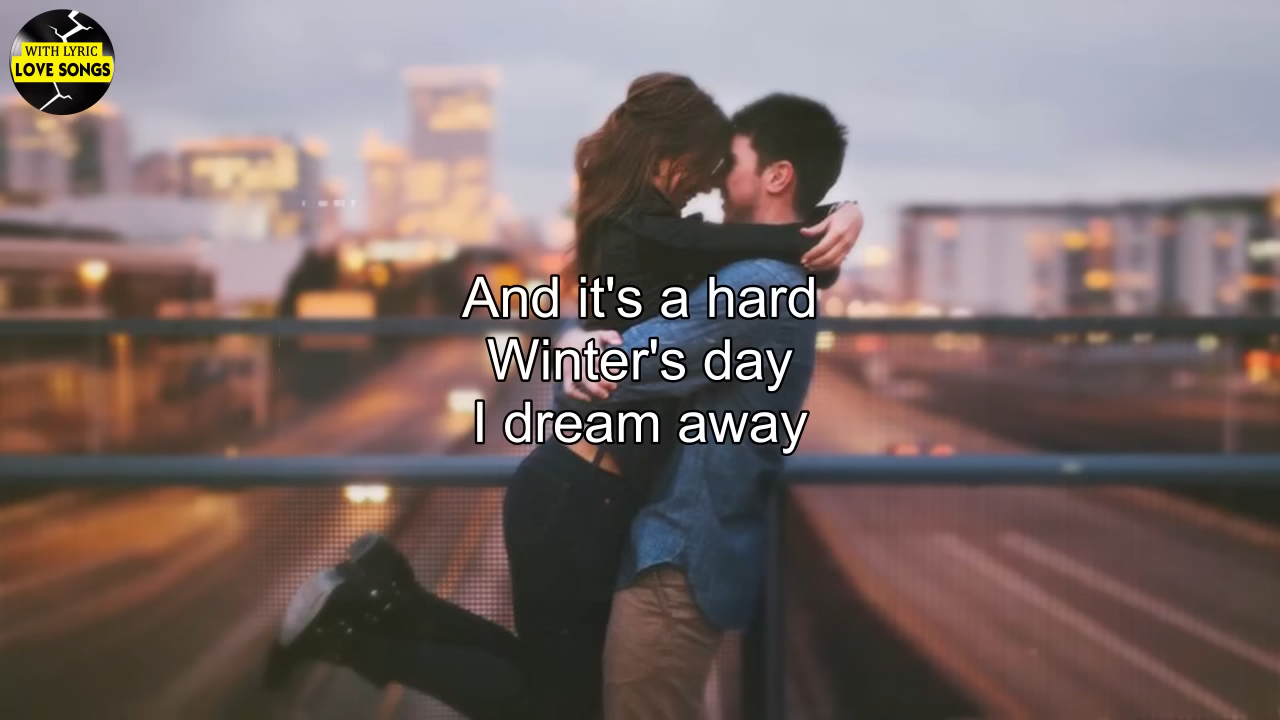 WITH LYRIC
LOVE SONGS
And it's a hard
Winter's day
I dream away